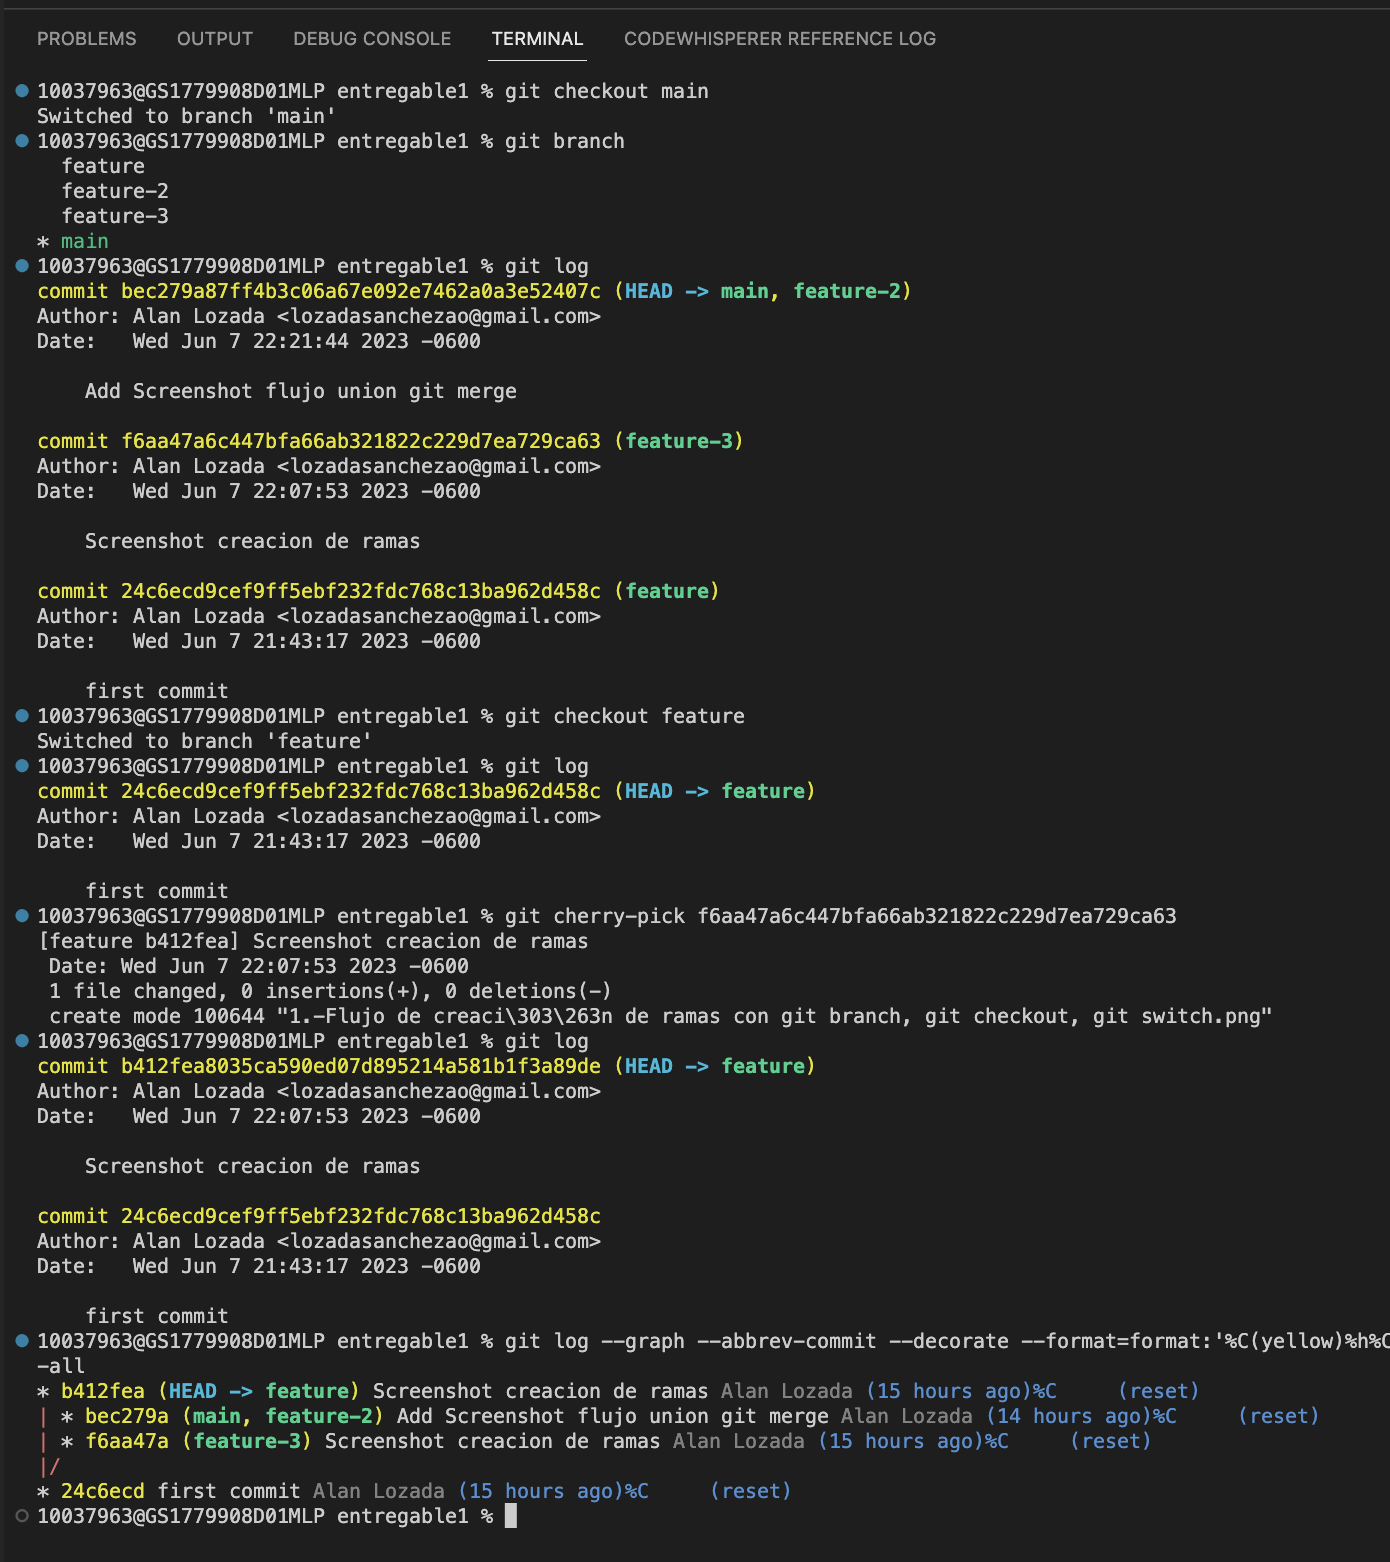 PROBLEMS OUTPUT DEBUG CONSOLE TERMINAL CODEWHISPERER REFERENCE LOG
10037963@GS1779908D01MLP entregable1 % git checkout main
Switched to branch 'main'
10037963@GS1779908D01MLP entregable1 % git branch
feature
feature-2
feature-3
* main
10037963@GS1779908D01MLP entregable1 % git log
commit bec279a87ff4b3c06a67e092e7462a0a3e52407c (HEAD -> main, feature-2)
Author: Alan Lozada <lozadasanchezao@gmail.com>
Date:   Wed Jun 7 22:21:44 2023 -0600
Add Screenshot flujo union git merge
commit f6aa47a6c447bfa66ab321822c229d7ea729ca63 (feature-3)
Author: Alan Lozada <lozadasanchezao@gmail.com>
Date:   Wed Jun 7 22:07:53 2023 -0600
Screenshot creacion de ramas
commit 24c6ecd9cef9ff5ebf232fdc768c13ba962d458c (feature)
Author: Alan Lozada <lozadasanchezao@gmail.com>
Date:   Wed Jun 7 21:43:17 2023 -0600
first commit
10037963@GS1779908D01MLP entregable1 % git checkout feature
Switched to branch 'feature'
10037963@GS1779908D01MLP entregable1 % git log
commit 24c6ecd9cef9ff5ebf232fdc768c13ba962d458c (HEAD -> feature)
Author: Alan Lozada <lozadasanchezao@gmail.com>
Date:   Wed Jun 7 21:43:17 2023 -0600
first commit
10037963@GS1779908D01MLP entregable1 % git cherry-pick f6aa47a6c447bfa66ab321822c229d7ea729ca63
[feature b412fea] Screenshot creacion de ramas
Date: Wed Jun 7 22:07:53 2023 -0600
1 file changed, 0 insertions(+), 0 deletions(-)
create mode 100644 "1.-Flujo de creaci\303\263n de ramas con git branch, git checkout, git switch.png"
10037963@GS1779908D01MLP entregable1 % git log
commit b412fea8035ca590ed07d895214a581b1f3a89de (HEAD -> feature)
Author: Alan Lozada <lozadasanchezao@gmail.com>
Date:   Wed Jun 7 22:07:53 2023 -0600
Screenshot creacion de ramas
commit 24c6ecd9cef9ff5ebf232fdc768c13ba962d458c
Author: Alan Lozada <lozadasanchezao@gmail.com>
Date:   Wed Jun 7 21:43:17 2023 -0600
first commit
10037963@GS1779908D01MLP entregable1 % git log --graph --abbrev-commit --decorate --format=format:'%C(yellow)%h%C
-all
* b412fea (HEAD -> feature) Screenshot creacion de ramas Alan Lozada (15 hours ago)%C     (reset)
| * bec279a (main, feature-2) Add Screenshot flujo union git merge Alan Lozada (14 hours ago)%C     (reset)
| * f6aa47a (feature-3) Screenshot creacion de ramas Alan Lozada (15 hours ago)%C     (reset)
|/
* 24c6ecd first commit Alan Lozada (15 hours ago)%C     (reset)
10037963@GS1779908D01MLP entregable1 %